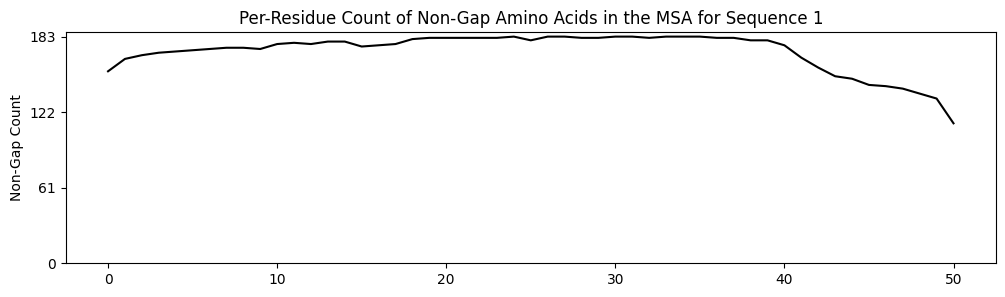 Per-Residue Count of Non-Gap Amino Acids in the MSA for Sequence 1
Non-Gap Count
183
122
61
0
0 10 20 30 40 50